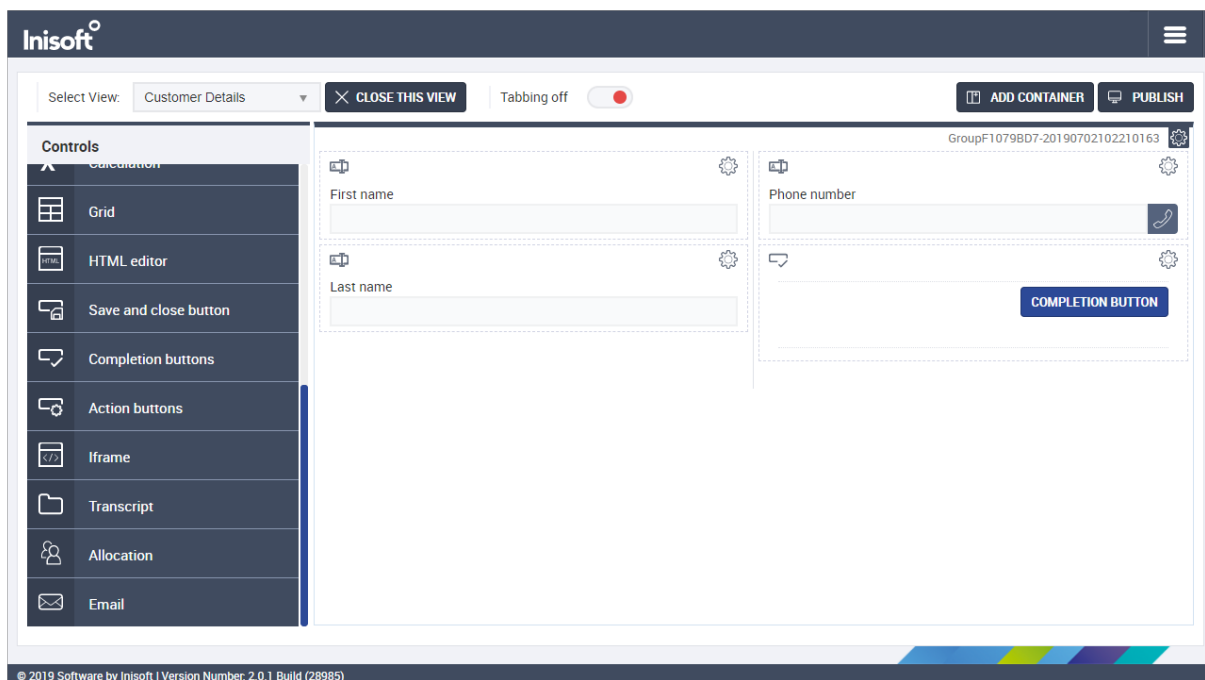 Inisoft
Select View:
Customer Details
CLOSE THIS VIEW
Tabbing off
ADD CONTAINER
PUBLISH
Controls
Calculation
Grid
HTML editor
Save and close button
Completion buttons
Action buttons
Iframe
Transcript
Allocation
Email
GroupF1079BD7-20190702102210163
First name
Phone number
Last name
COMPLETION BUTTON
© 2019 Software by Inisoft | Version Number: 2.0.1 Build (28985)